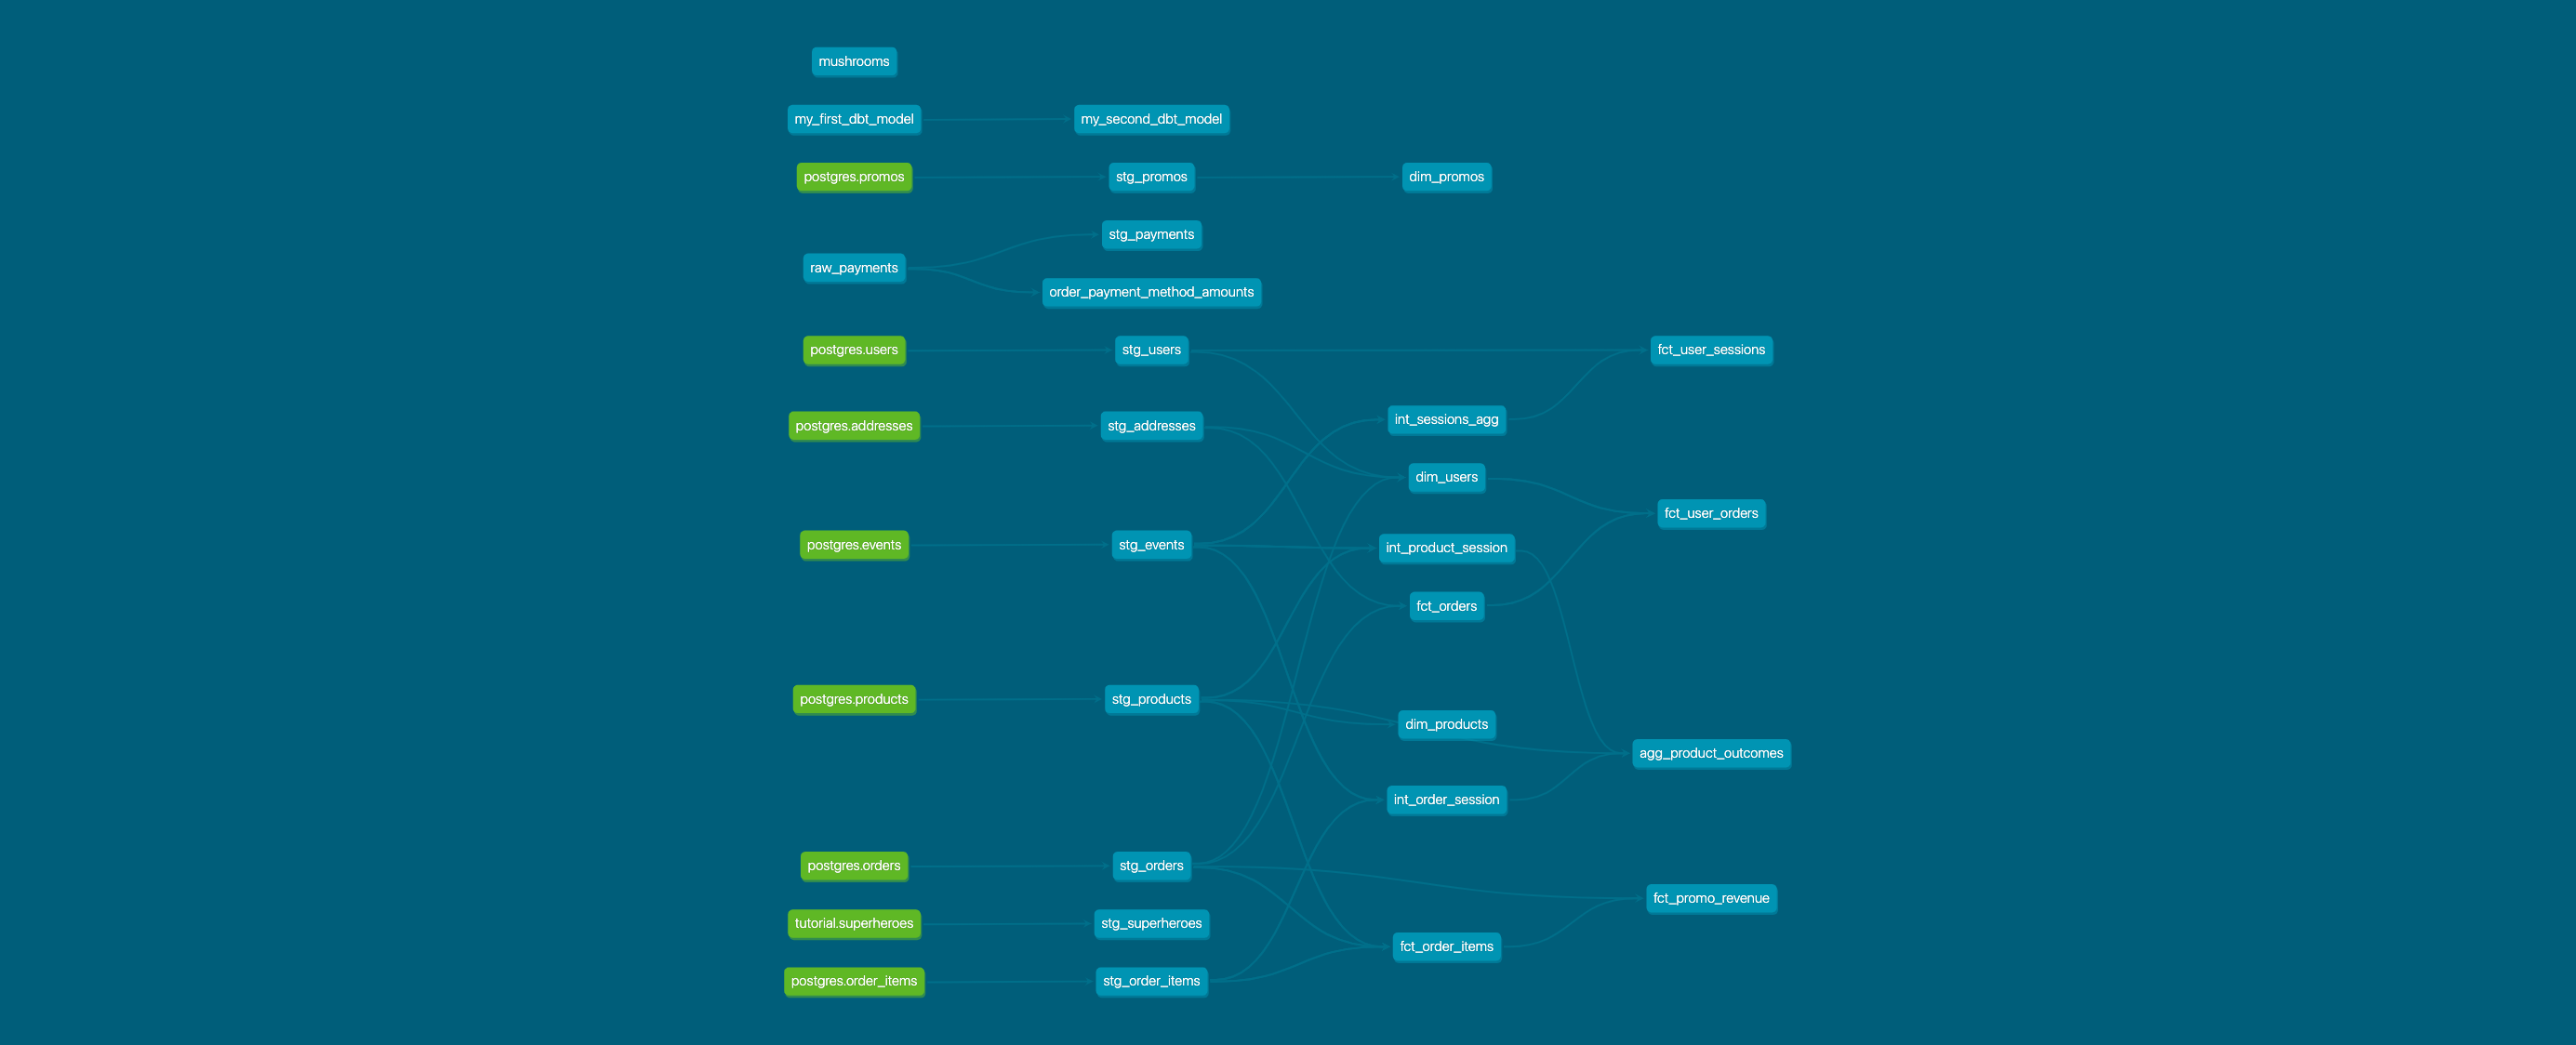 mushrooms
my_first_dbt_model
my_second_dbt_model
postgres.promos
stg_promos
dim_promos
stg_payments
raw_payments
order_payment_method_amounts
postgres.users
stg_users
fct_user_sessions
postgres.addresses
stg_addresses
int_sessions_agg
dim_users
fct_user_orders
postgres.events
stg_events
int_product_session
fct_orders
postgres.products
stg_products
dim_products
agg_product_outcomes
int_order_session
postgres.orders
stg_orders
fct_promo_revenue
tutorial.superheroes
stg_superheroes
fct_order_items
postgres.order_items
stg_order_items